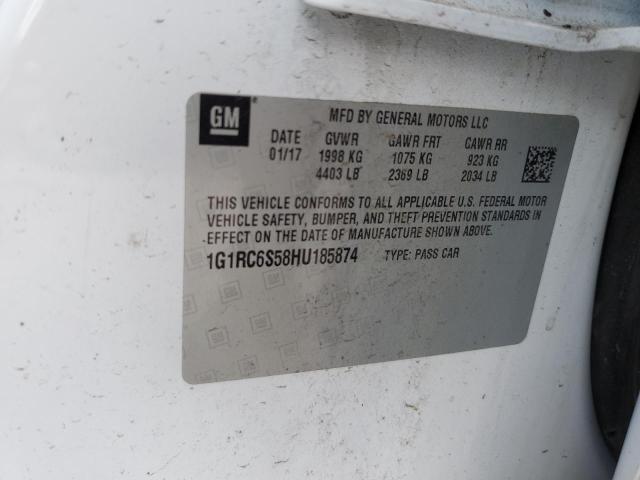 GM
MFD BY GENERAL MOTORS LLC
DATE GVWR GAWR FRT GAWR RR
01/17 1998 KG 1075 KG 923 KG
4403 LB 2369 LB 2034 LB
THIS VEHICLE CONFORMS TO ALL APPLICABLE U.S. FEDERAL MOTOR
VEHICLE SAFETY, BUMPER, AND THEFT PREVENTION STANDARDS IN
EFFECT ON THE DATE OF MANUFACTURE SHOWN ABOVE.
1G1RC6S58HU185874 TYPE: PASS CAR